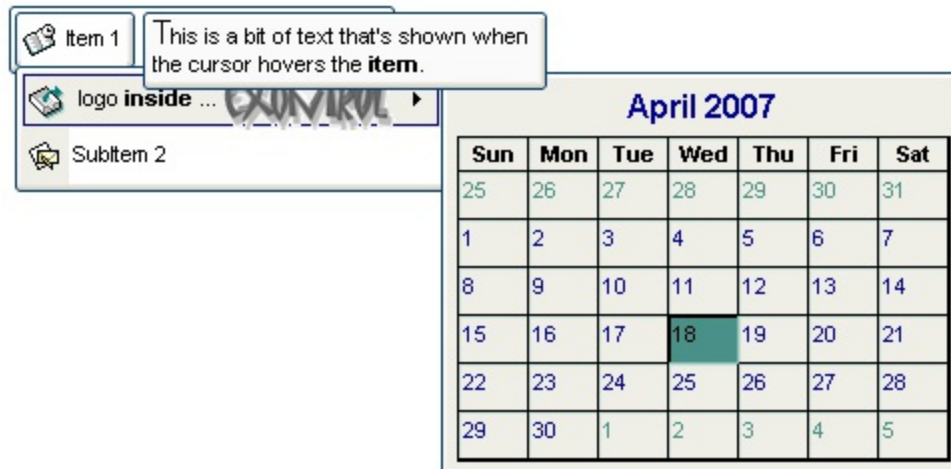 Item 1
This is a bit of text that's shown when
the cursor hovers the item.
logo inside ... EXONTROL
SubItem 2
April 2007
Sun Mon Tue Wed Thu Fri Sat
25 26 27 28 29 30 31
1 2 3 4 5 6 7
8 9 10 11 12 13 14
15 16 17 18 19 20 21
22 23 24 25 26 27 28
29 30 1 2 3 4 5